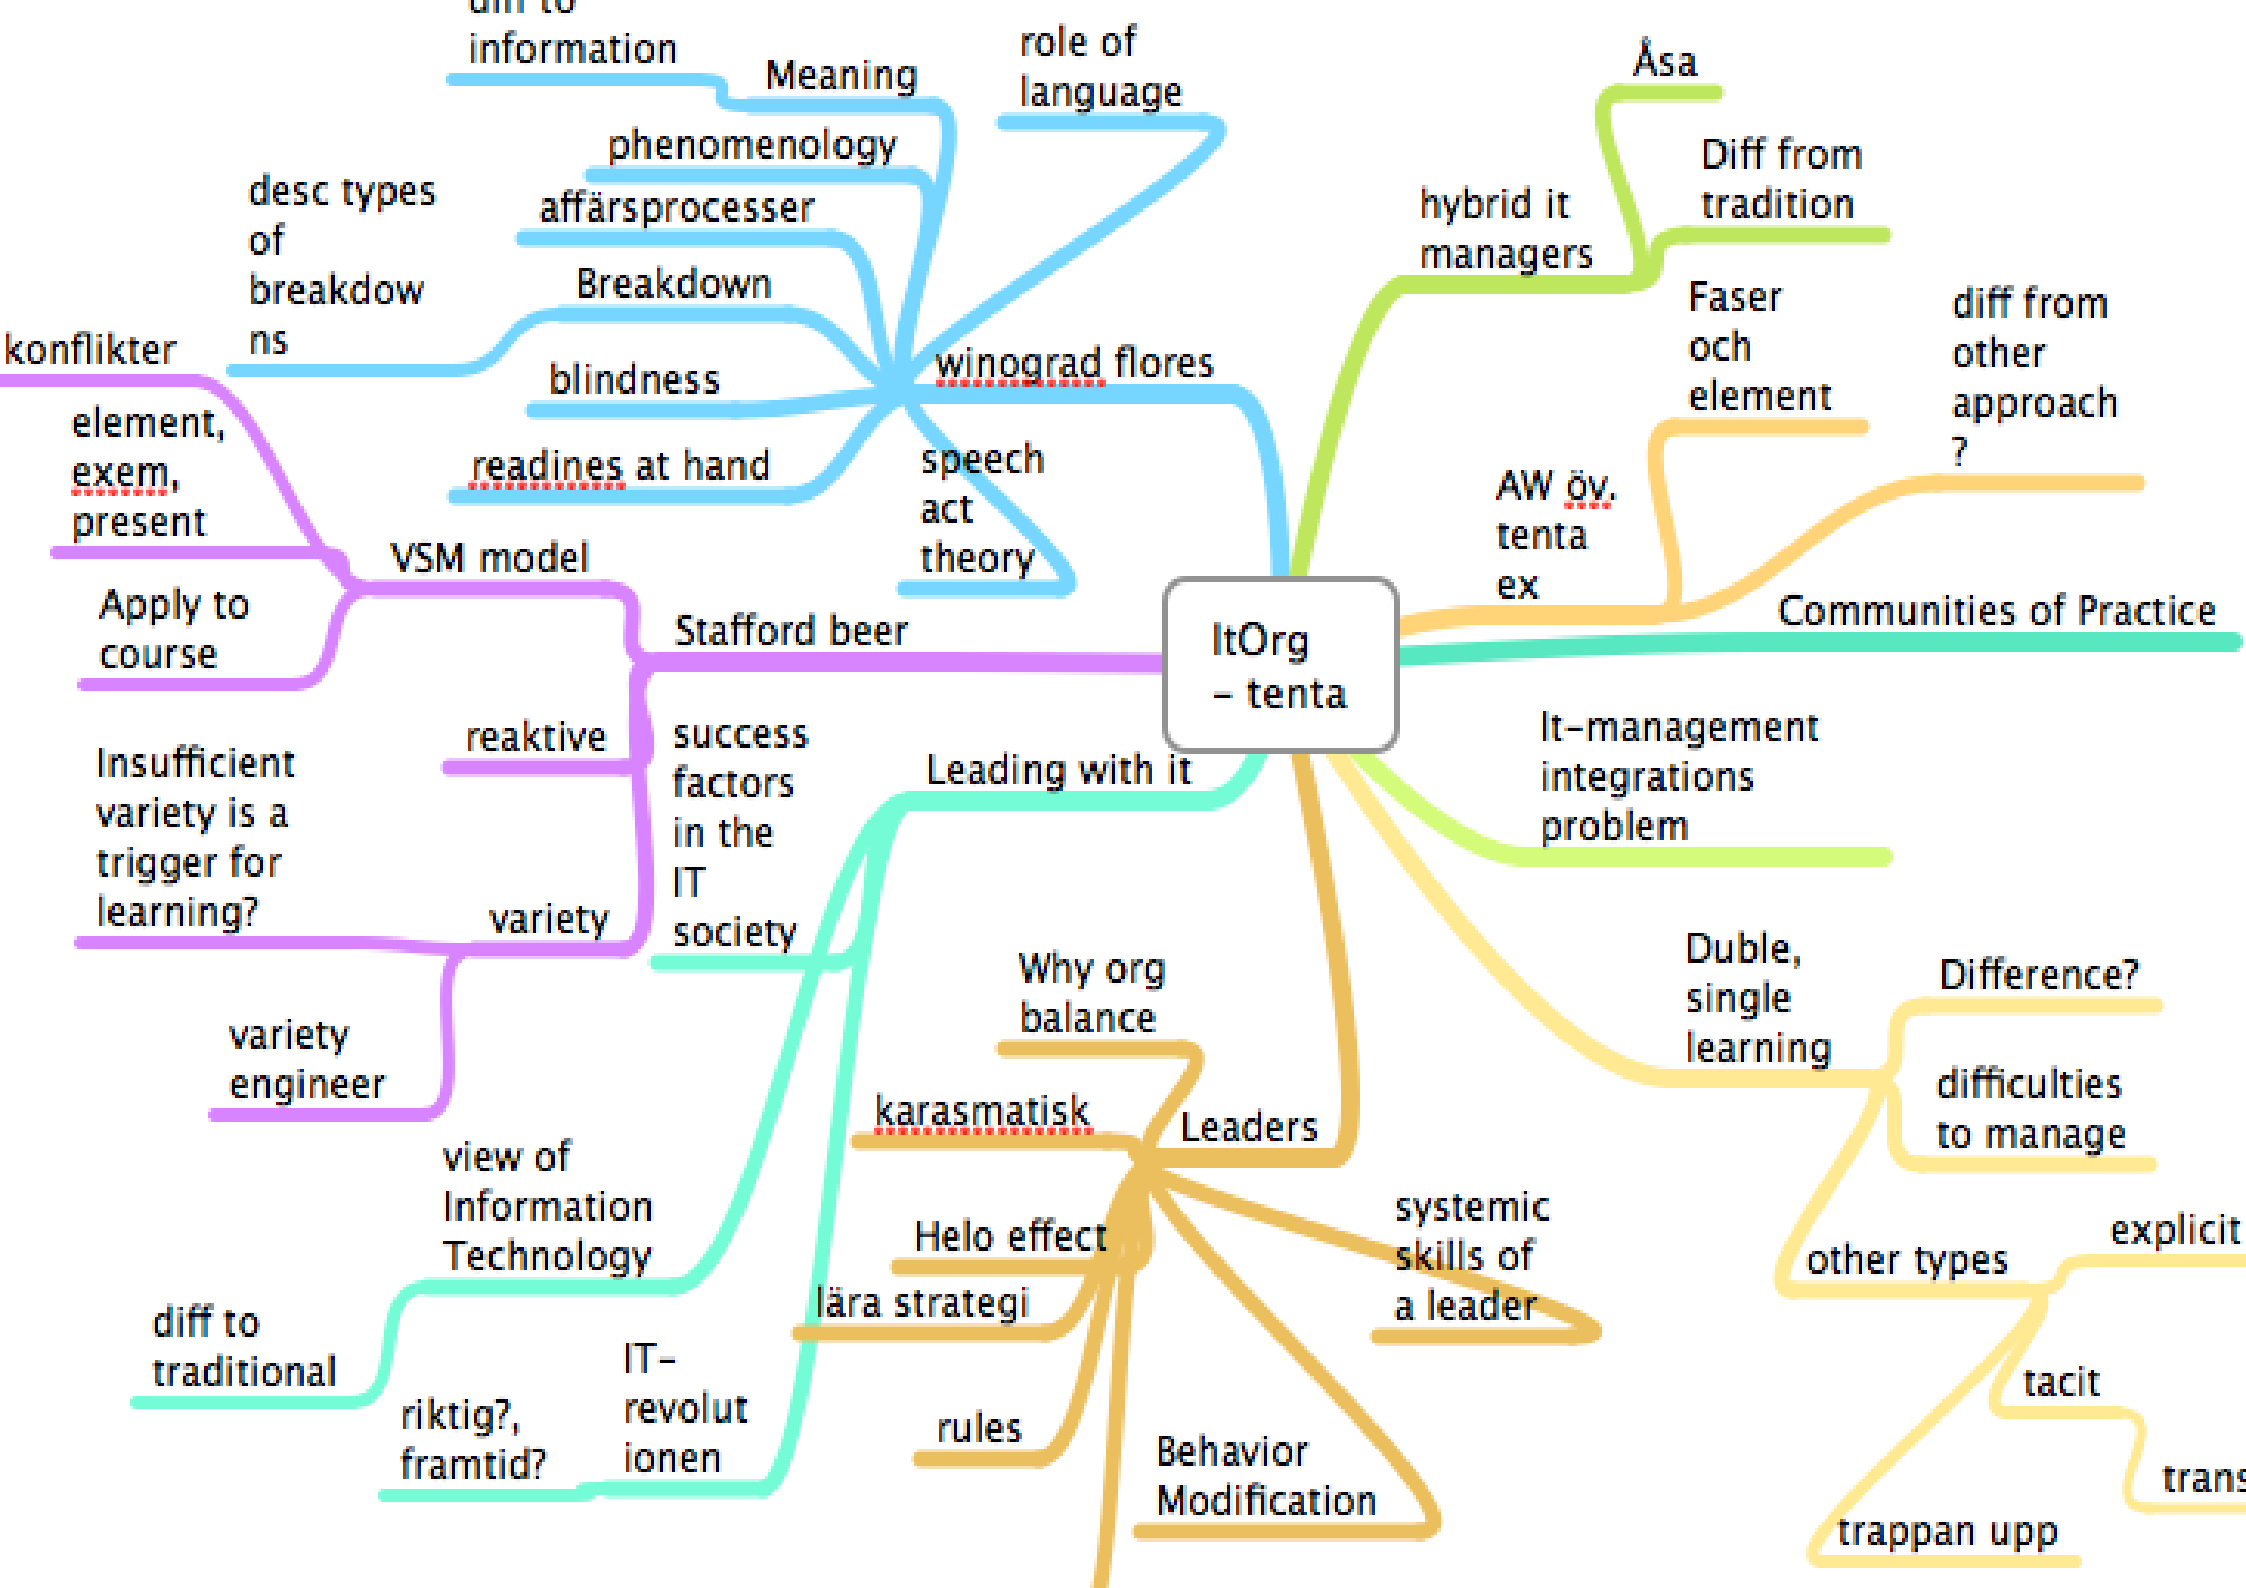 information
Meaning
phenomenology
affärsprocesser
desc types
of
breakdow
ns
Breakdown
blindness
readines at hand
role of
language
winograd flores
speech
act
theory
konflikter
element,
exem,
present
Apply to
course
VSM model
Stafford beer
reaktive
Insufficient
variety is a
trigger for
learning?
variety
variety
engineer
success
factors
in the
IT
society
Leading with it
view of
Information
Technology
diff to
traditional
riktig?,
framtid?
IT-
revolut
ionen
ItOrg
- tenta
Why org
balance
karasmatisk
Leaders
Helo effect
lära strategi
rules
Behavior
Modification
systemic
skills of
a leader
Åsa
Diff from
tradition
hybrid it
managers
Faser
och
element
diff from
other
approach
?
AW öv.
tenta
ex
Communities of Practice
It-management
integrations
problem
Duble,
single
learning
Difference?
difficulties
to manage
other types
explicit
tacit
trans
trappan upp